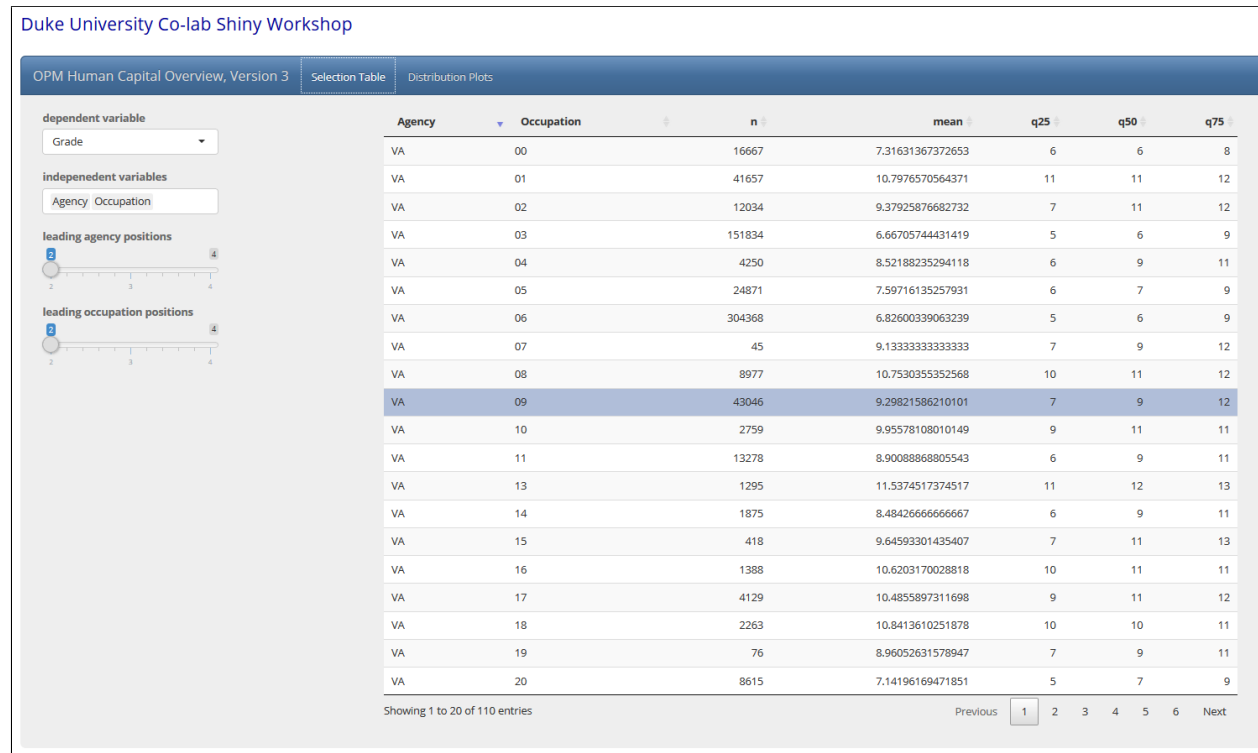 Duke University Co-lab Shiny Workshop
OPM Human Capital Overview, Version 3 Selection Table Distribution Plots
dependent variable
Grade
indepenedent variables
Agency Occupation
leading agency positions
2 4
2 3 4
leading occupation positions
2 4
2 3 4
Agency Occupation n mean q25 q50 q75
VA 00 16667 7.31631367372653 6 6 8
VA 01 41657 10.7976570564371 11 11 12
VA 02 12034 9.37925876682732 7 11 12
VA 03 151834 6.66705744431419 5 6 9
VA 04 4250 8.52188235294118 6 9 11
VA 05 24871 7.59716135257931 6 7 9
VA 06 304368 6.82600339063239 5 6 9
VA 07 45 9.13333333333333 7 9 12
VA 08 8977 10.7530355352568 10 11 12
VA 09 43046 9.29821586210101 7 9 12
VA 10 2759 9.95578108010149 9 11 11
VA 11 13278 8.90088868805543 6 9 11
VA 13 1295 11.5374517374517 11 12 13
VA 14 1875 8.48426666666667 6 9 11
VA 15 418 9.64593301435407 7 11 13
VA 16 1388 10.6203170028818 10 11 11
VA 17 4129 10.4855897311698 9 11 12
VA 18 2263 10.8413610251878 10 10 11
VA 19 76 8.96052631578947 7 9 11
VA 20 8615 7.14196169471851 5 7 9
Showing 1 to 20 of 110 entries Previous 1 2 3 4 5 6 Next